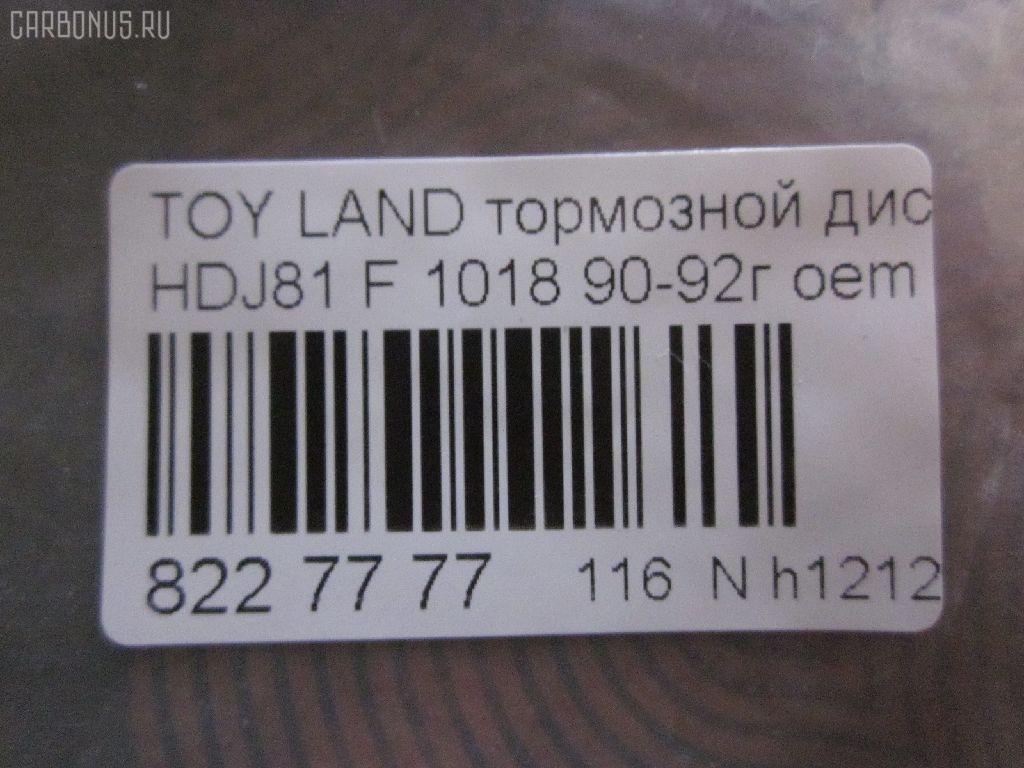 CARBONUS.RU
TOY LAND тормозной дис
HDJ81 F 1018 90-92г oem
822 77 77 116 N h1212